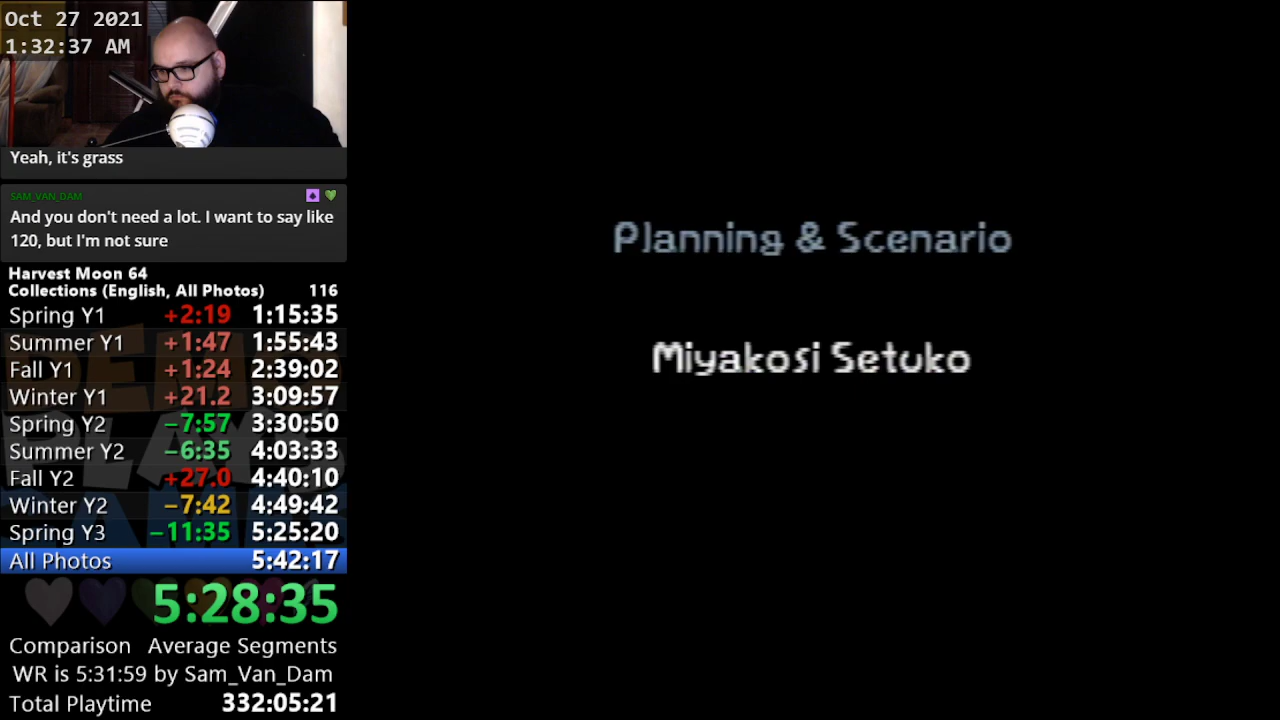 Oct 27 2021
1:32:37 AM
Yeah, it's grass
SAM_VAN_DAM
And you don't need a lot. I want to say like
120, but I'm not sure
Harvest Moon 64
Collections (English, All Photos) 116
Spring Y1 +2:19 1:15:35
Summer Y1 +1:47 1:55:43
Fall Y1 +1:24 2:39:02
Winter Y1 +21.2 3:09:57
Spring Y2 −7:57 3:30:50
Summer Y2 −6:35 4:03:33
Fall Y2 +27.0 4:40:10
Winter Y2 −7:42 4:49:42
Spring Y3 −11:35 5:25:20
All Photos 5:42:17
5:28:35
Comparison Average Segments
WR is 5:31:59 by Sam_Van_Dam
Total Playtime 332:05:21
Planning & Scenario
Miyakosi Setuko